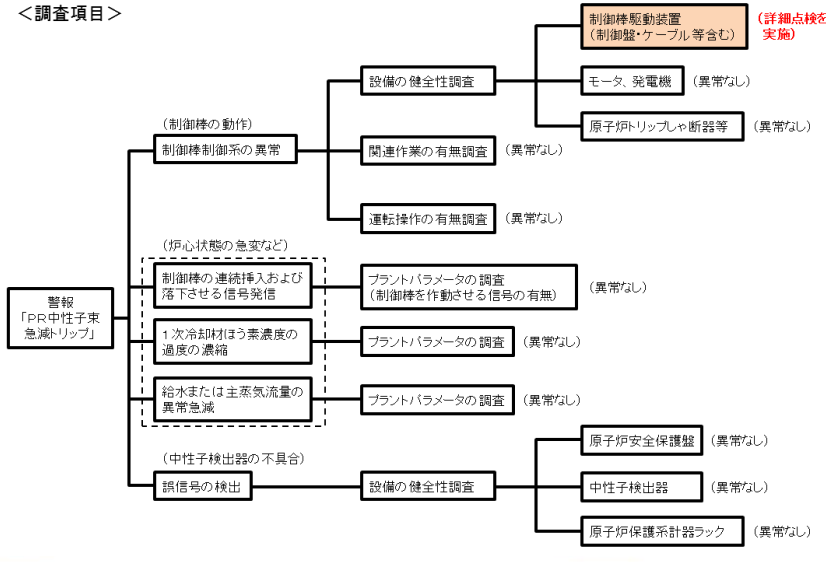 ＜調査項目＞
制御棒駆動装置
（制御盤・ケーブル等含む）
（詳細点検を
実施）
設備の健全性調査
モータ、発電機
（異常なし）
（制御棒の動作）
原子炉トリップしゃ断器等
（異常なし）
制御棒制御系の異常
関連作業の有無調査
（異常なし）
運転操作の有無調査
（異常なし）
（炉心状態の急変など）
制御棒の連続挿入および
落下させる信号発信
プラントパラメータの調査
（制御棒を作動させる信号の有無）
（異常なし）
警報
「ＰＲ中性子束
急減トリップ」
１次冷却材ほう素濃度の
過度の濃縮
プラントパラメータの調査
（異常なし）
給水または主蒸気流量の
異常急減
プラントパラメータの調査
（異常なし）
原子炉安全保護盤
（異常なし）
（中性子検出器の不具合）
誤信号の検出
設備の健全性調査
中性子検出器
（異常なし）
原子炉保護系計器ラック
（異常なし）